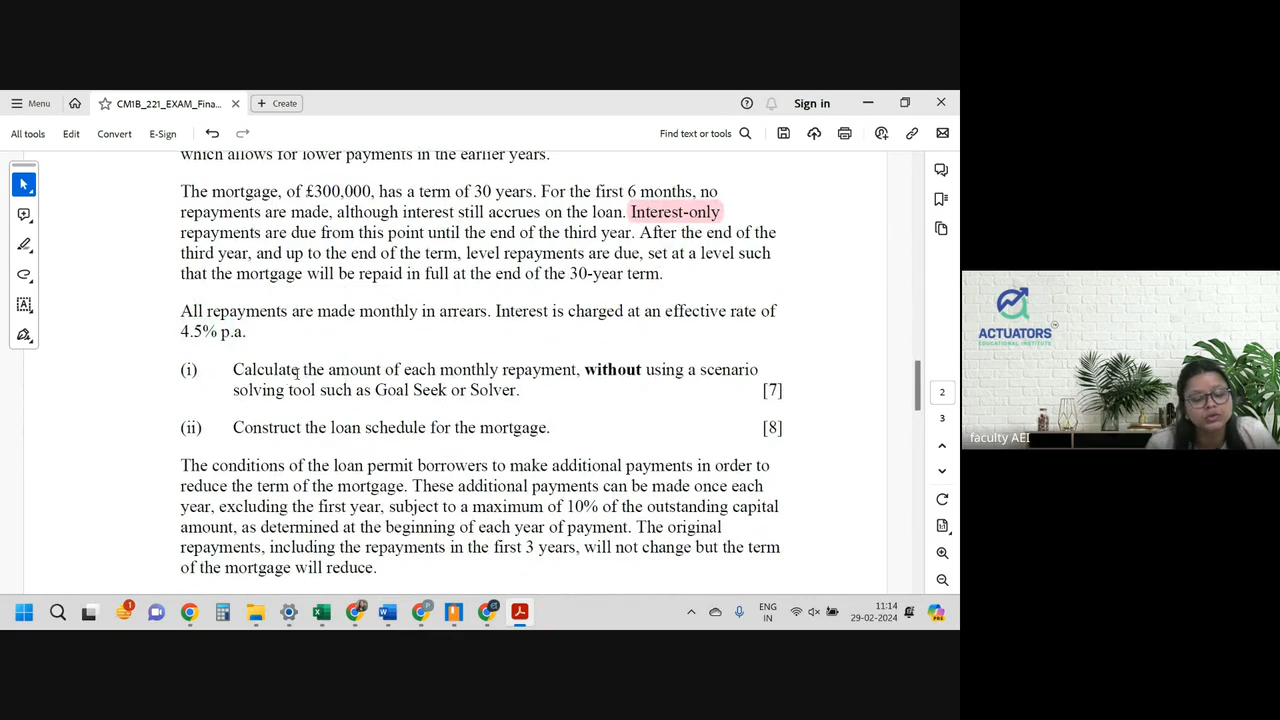 Menu
CM1B_221_EXAM_Fina...
Create
Sign in
All tools
Edit
Convert
E-Sign
Find text or tools
which allows for lower payments in the earlier years.
The mortgage, of £300,000, has a term of 30 years. For the first 6 months, no
repayments are made, although interest still accrues on the loan. Interest-only
repayments are due from this point until the end of the third year. After the end of the
third year, and up to the end of the term, level repayments are due, set at a level such
that the mortgage will be repaid in full at the end of the 30-year term.
All repayments are made monthly in arrears. Interest is charged at an effective rate of
4.5% p.a.
(i) Calculate the amount of each monthly repayment, without using a scenario
solving tool such as Goal Seek or Solver. [7]
(ii) Construct the loan schedule for the mortgage. [8]
The conditions of the loan permit borrowers to make additional payments in order to
reduce the term of the mortgage. These additional payments can be made once each
year, excluding the first year, subject to a maximum of 10% of the outstanding capital
amount, as determined at the beginning of each year of payment. The original
repayments, including the repayments in the first 3 years, will not change but the term
of the mortgage will reduce.
2
3
ACTUATORS
EDUCATIONAL INSTITUTE
faculty AEI
1
ENG
IN
11:14
29-02-2024